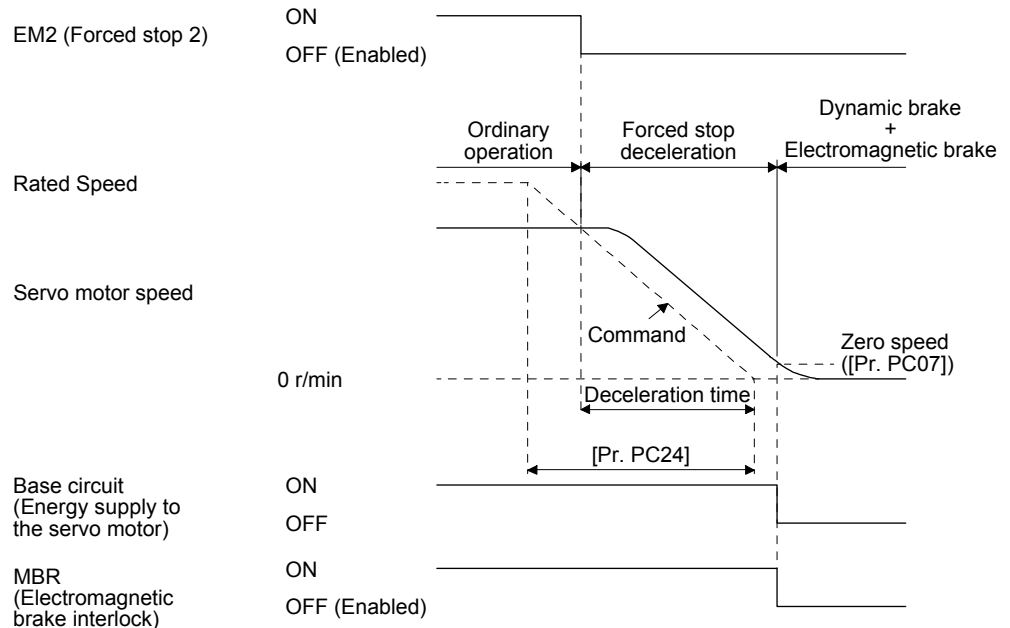 EM2 (Forced stop 2)
ON
OFF (Enabled)
Ordinary
operation
Forced stop
deceleration
Dynamic brake
+
Electromagnetic brake
Rated Speed
Servo motor speed
Command
Zero speed
([Pr. PC07])
0 r/min
Deceleration time
[Pr. PC24]
Base circuit
(Energy supply to
the servo motor)
ON
OFF
MBR
(Electromagnetic
brake interlock)
ON
OFF (Enabled)